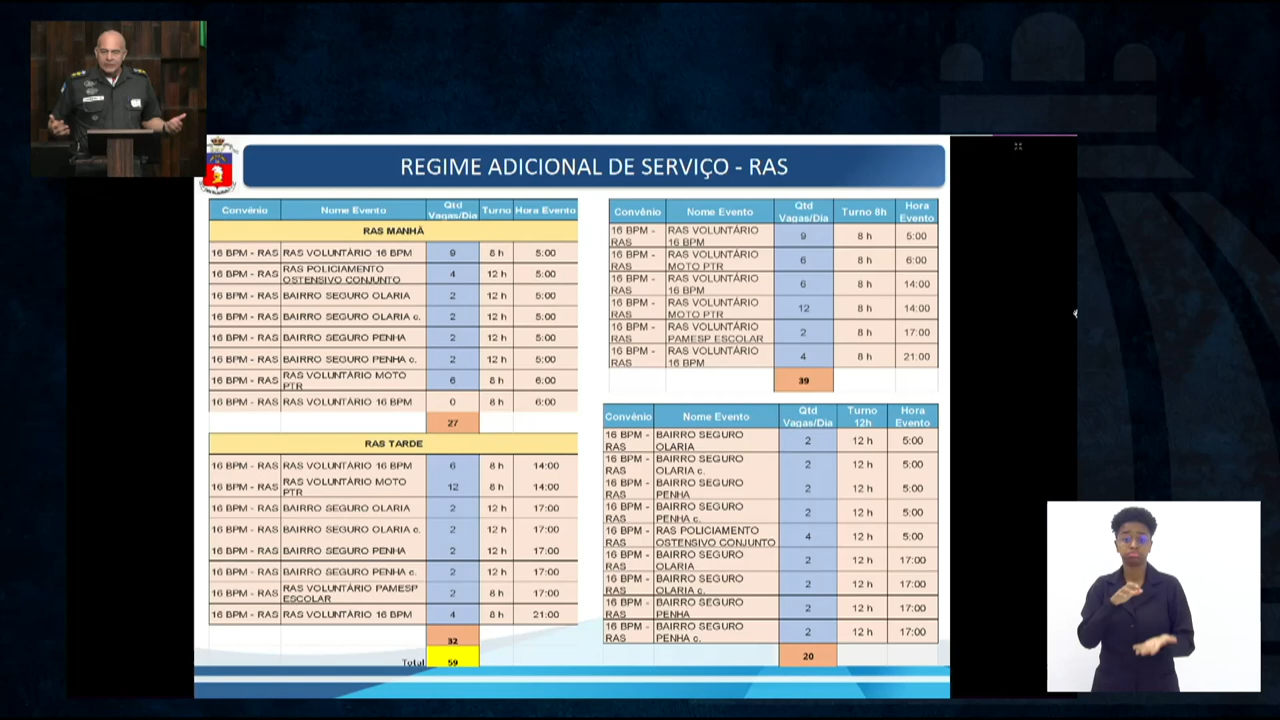 REGIME ADICIONAL DE SERVIÇO - RAS
Convênio Nome Evento Qtd Vagas/Dia Turno Hora Evento
RAS MANHÃ
16 BPM - RAS RAS VOLUNTÁRIO 16 BPM 9 8 h 5:00
16 BPM - RAS RAS POLICIAMENTO OSTENSIVO CONJUNTO 4 12 h 5:00
16 BPM - RAS BAIRRO SEGURO OLARIA 2 12 h 5:00
16 BPM - RAS BAIRRO SEGURO OLARIA c. 2 12 h 5:00
16 BPM - RAS BAIRRO SEGURO PENHA 2 12 h 5:00
16 BPM - RAS BAIRRO SEGURO PENHA c. 2 12 h 5:00
16 BPM - RAS RAS VOLUNTÁRIO MOTO PTR 6 8 h 6:00
16 BPM - RAS RAS VOLUNTÁRIO 16 BPM 0 8 h 6:00
27
RAS TARDE
16 BPM - RAS RAS VOLUNTÁRIO 16 BPM 6 8 h 14:00
16 BPM - RAS RAS VOLUNTÁRIO MOTO PTR 12 8 h 14:00
16 BPM - RAS BAIRRO SEGURO OLARIA 2 12 h 17:00
16 BPM - RAS BAIRRO SEGURO OLARIA c. 2 12 h 17:00
16 BPM - RAS BAIRRO SEGURO PENHA 2 12 h 17:00
16 BPM - RAS BAIRRO SEGURO PENHA c. 2 12 h 17:00
16 BPM - RAS RAS VOLUNTÁRIO PAMESP ESCOLAR 2 8 h 17:00
16 BPM - RAS RAS VOLUNTÁRIO 16 BPM 4 8 h 21:00
32
Total 59
Convênio Nome Evento Qtd Vagas/Dia Turno 8h Hora Evento
16 BPM - RAS RAS VOLUNTÁRIO 16 BPM 9 8 h 5:00
16 BPM - RAS RAS VOLUNTÁRIO MOTO PTR 6 8 h 6:00
16 BPM - RAS RAS VOLUNTÁRIO 16 BPM 6 8 h 14:00
16 BPM - RAS RAS VOLUNTÁRIO MOTO PTR 12 8 h 14:00
16 BPM - RAS RAS VOLUNTÁRIO PAMESP ESCOLAR 2 8 h 17:00
16 BPM - RAS RAS VOLUNTÁRIO 16 BPM 4 8 h 21:00
39
Convênio Nome Evento Qtd Vagas/Dia Turno 12h Hora Evento
16 BPM - RAS BAIRRO SEGURO OLARIA 2 12 h 5:00
16 BPM - RAS BAIRRO SEGURO OLARIA c. 2 12 h 5:00
16 BPM - RAS BAIRRO SEGURO PENHA 2 12 h 5:00
16 BPM - RAS BAIRRO SEGURO PENHA c. 2 12 h 5:00
16 BPM - RAS RAS POLICIAMENTO OSTENSIVO CONJUNTO 4 12 h 5:00
16 BPM - RAS BAIRRO SEGURO OLARIA 2 12 h 17:00
16 BPM - RAS BAIRRO SEGURO OLARIA c. 2 12 h 17:00
16 BPM - RAS BAIRRO SEGURO PENHA 2 12 h 17:00
16 BPM - RAS BAIRRO SEGURO PENHA c. 2 12 h 17:00
20